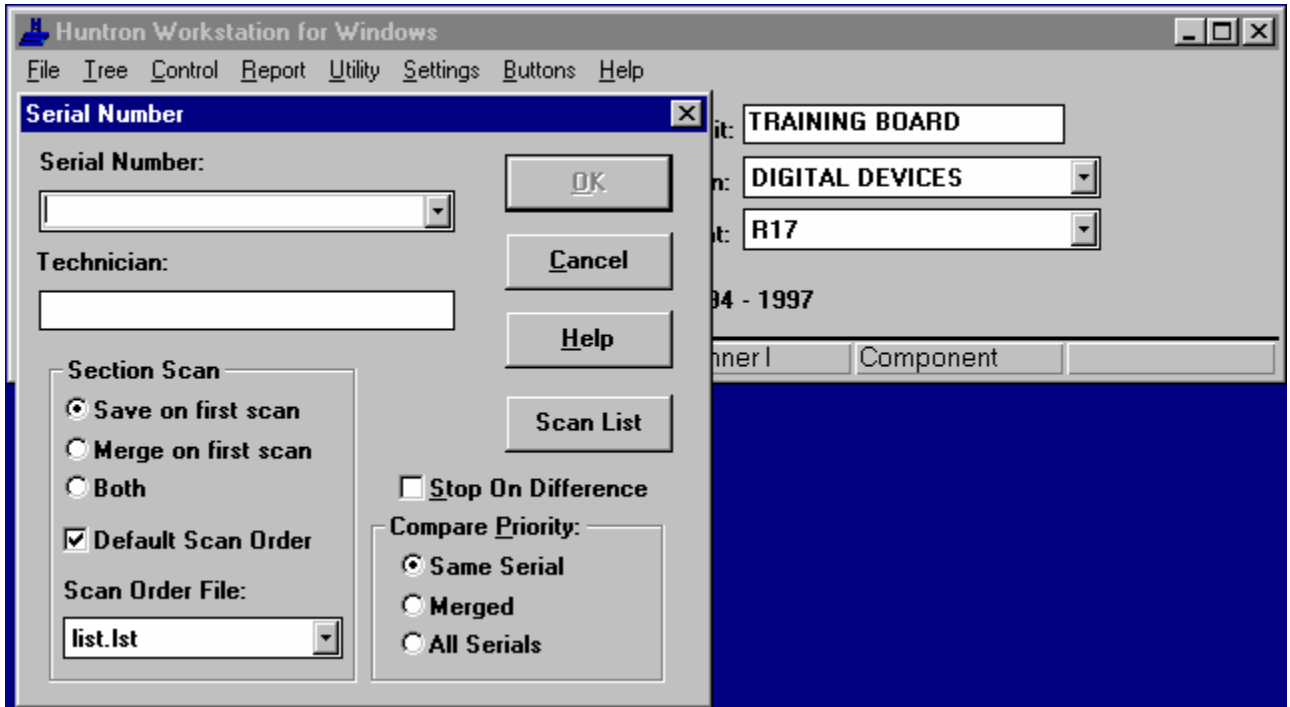 Huntron Workstation for Windows
File Tree Control Report Utility Settings Buttons Help
Serial Number
it: TRAINING BOARD
Serial Number:
OK
n: DIGITAL DEVICES
t: R17
Technician:
Cancel
94 - 1997
Help
nner I Component
Section Scan
Save on first scan
Scan List
Merge on first scan
Both
Stop On Difference
Default Scan Order
Compare Priority:
Same Serial
Scan Order File:
Merged
list.lst
All Serials